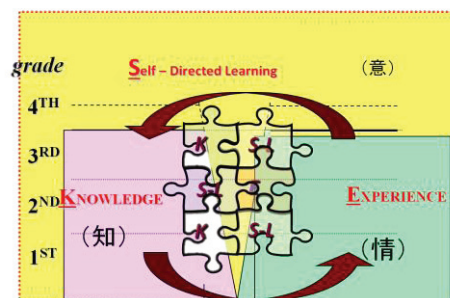 grade
Self – Directed Learning
(意)
4TH
3RD
K
S-L
2ND
KNOWLEDGE
S-L
EXPERIENCE
(知)
(情)
1ST
K
S-L